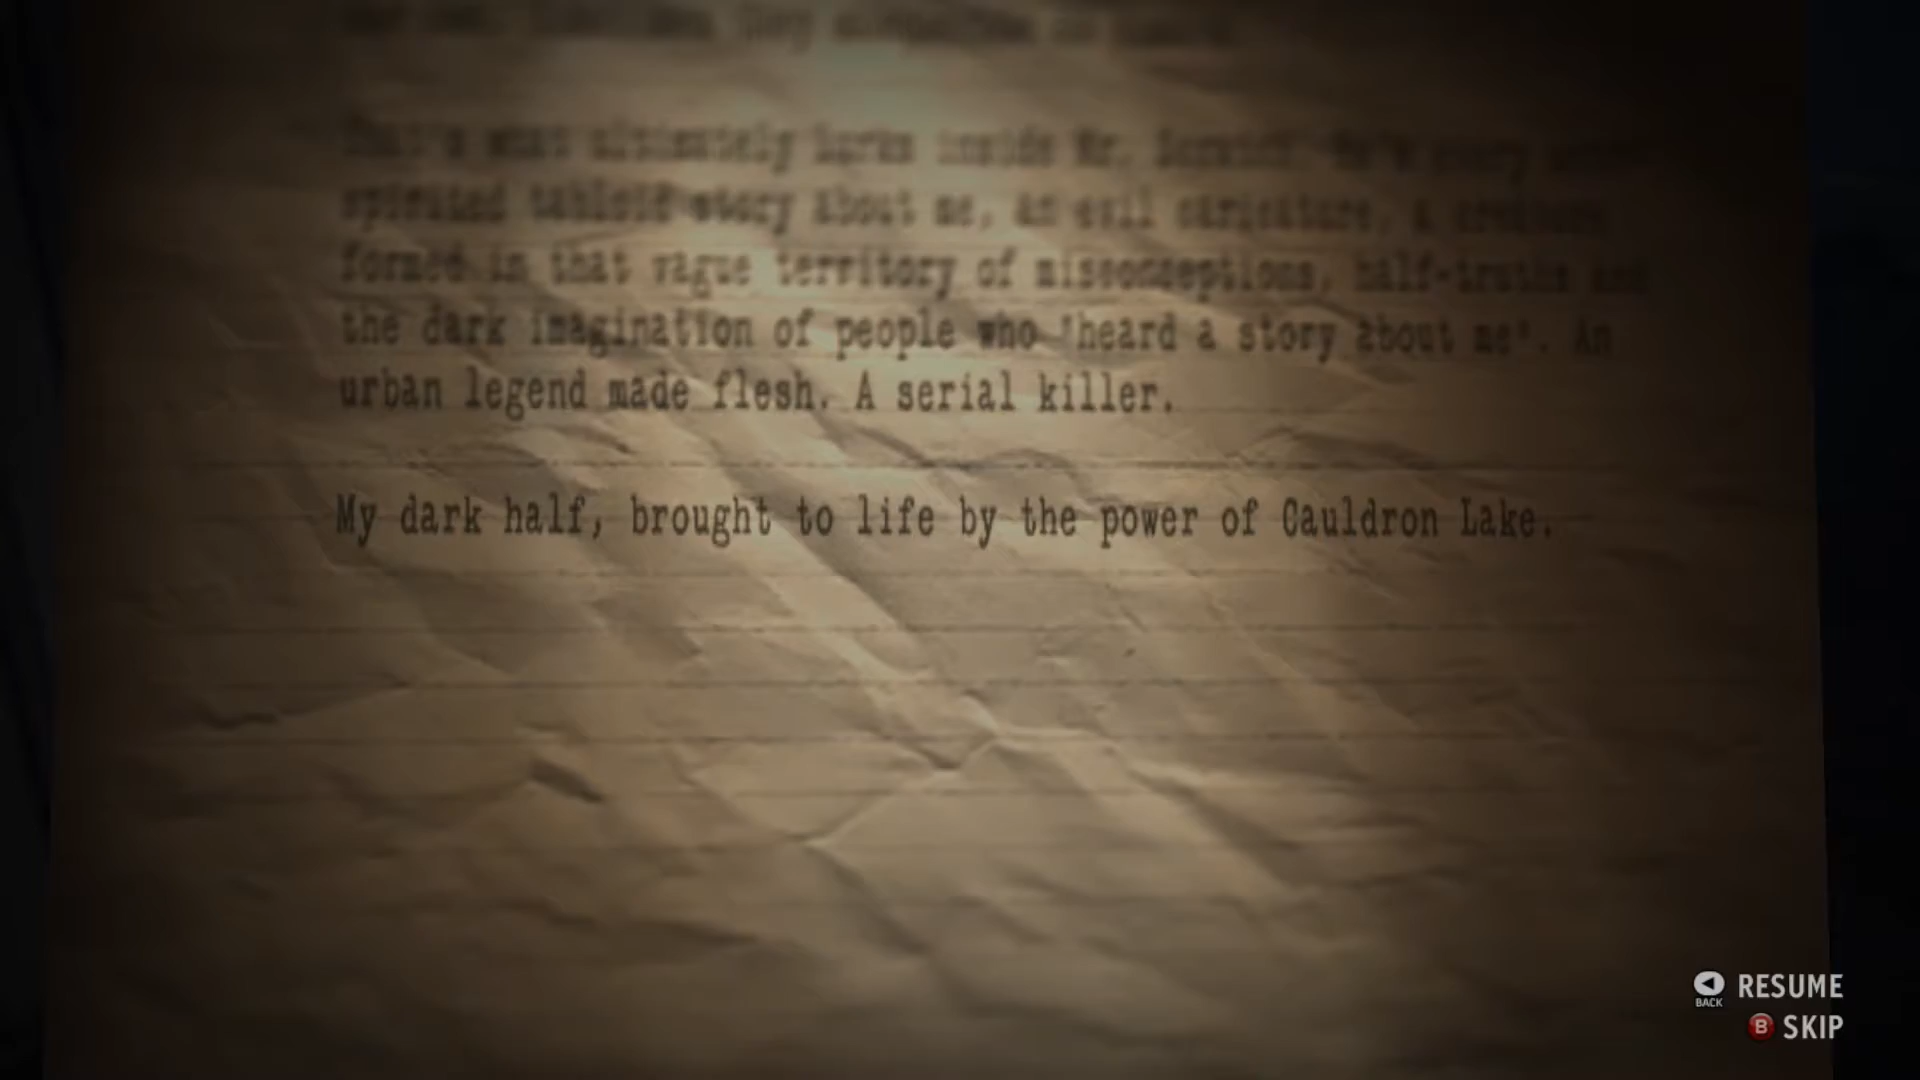 That's what ultimately lurks inside Mr. Scratch. He's every
spirited tabloid story about me, an evil caricature, a creature
formed in that vague territory of misconceptions, half-truths and
the dark imagination of people who 'heard a story about me'. An
urban legend made flesh. A serial killer.
My dark half, brought to life by the power of Cauldron Lake.
BACK RESUME
B SKIP